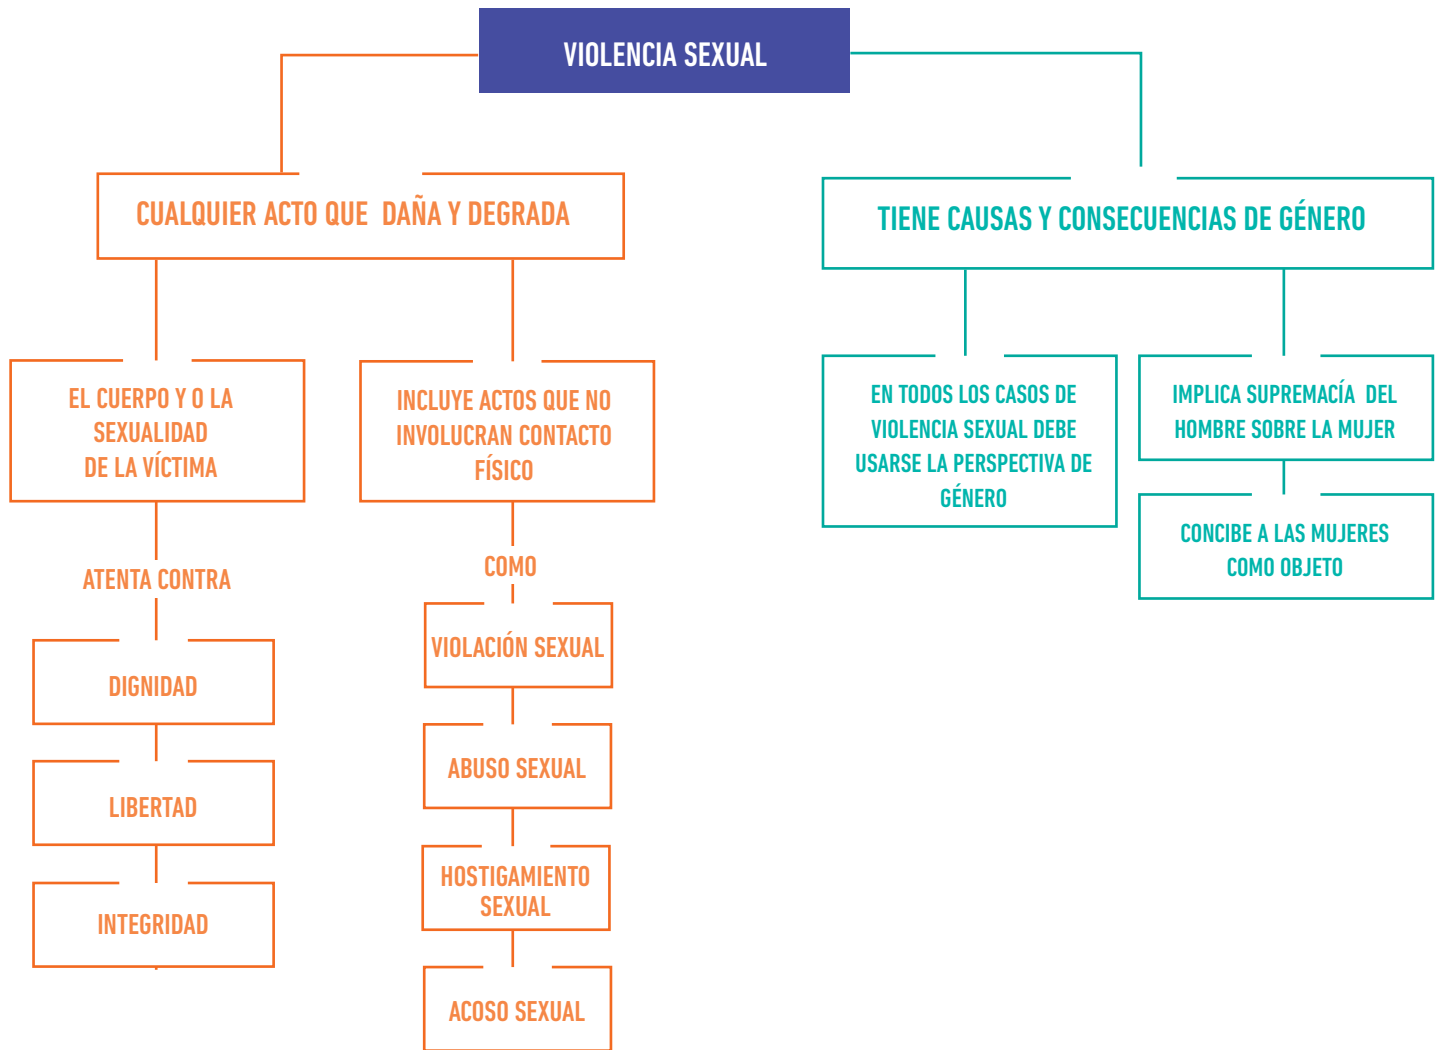 VIOLENCIA SEXUAL
CUALQUIER ACTO QUE DAÑA Y DEGRADA
EL CUERPO Y O LA
SEXUALIDAD
DE LA VÍCTIMA
ATENTA CONTRA
DIGNIDAD
LIBERTAD
INTEGRIDAD
INCLUYE ACTOS QUE NO
INVOLUCRAN CONTACTO
FÍSICO
COMO
VIOLACIÓN SEXUAL
ABUSO SEXUAL
HOSTIGAMIENTO
SEXUAL
ACOSO SEXUAL
TIENE CAUSAS Y CONSECUENCIAS DE GÉNERO
EN TODOS LOS CASOS DE
VIOLENCIA SEXUAL DEBE
USARSE LA PERSPECTIVA DE
GÉNERO
IMPLICA SUPREMACÍA DEL
HOMBRE SOBRE LA MUJER
CONCIBE A LAS MUJERES
COMO OBJETO